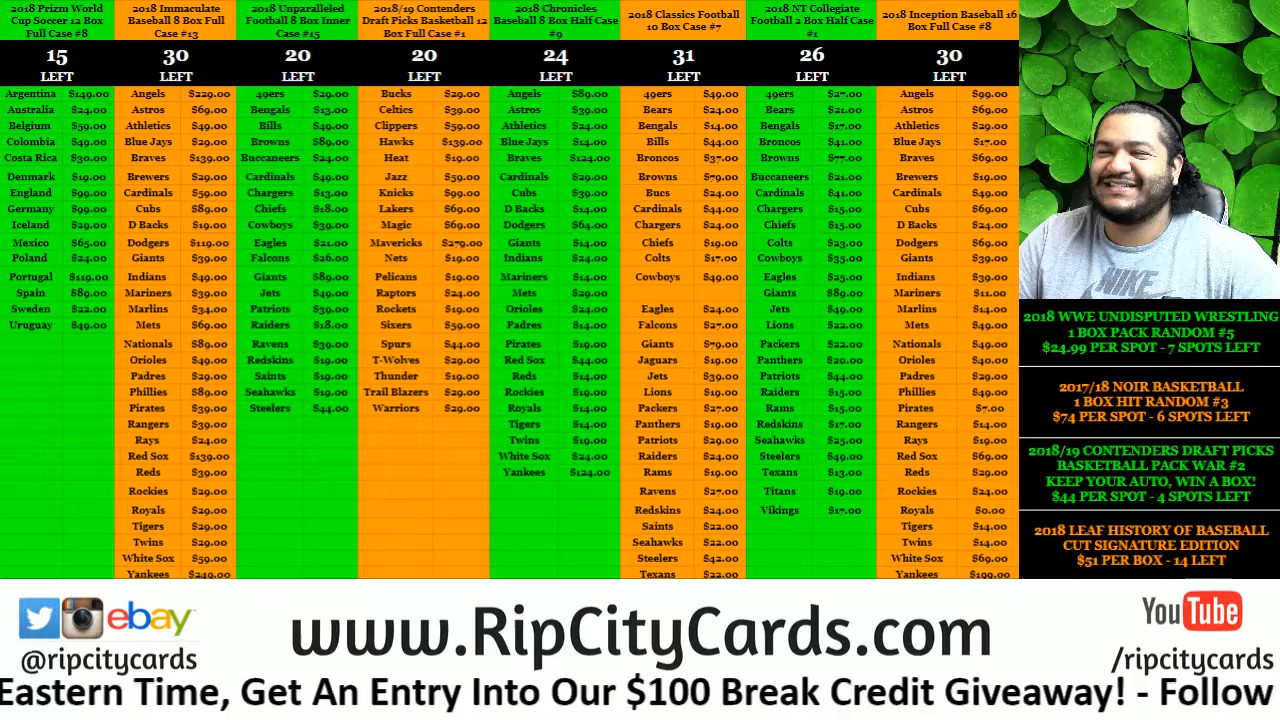 2018 Prizm World
Cup Soccer 12 Box
Full Case #8
15
LEFT
Argentina $149.00
Australia $24.00
Belgium $59.00
Colombia $49.00
Costa Rica $30.00
Denmark $19.00
England $99.00
Germany $99.00
Iceland $29.00
Mexico $65.00
Poland $24.00
Portugal $119.00
Spain $89.00
Sweden $22.00
Uruguay $49.00
2018 Immaculate
Baseball 8 Box Full
Case #13
30
LEFT
Angels $229.00
Astros $69.00
Athletics $49.00
Blue Jays $29.00
Braves $139.00
Brewers $29.00
Cardinals $59.00
Cubs $89.00
D Backs $19.00
Dodgers $119.00
Giants $39.00
Indians $49.00
Mariners $39.00
Marlins $34.00
Mets $69.00
Nationals $89.00
Orioles $49.00
Padres $29.00
Phillies $89.00
Pirates $39.00
Rangers $39.00
Rays $24.00
Red Sox $139.00
Reds $39.00
Rockies $29.00
Royals $29.00
Tigers $29.00
Twins $29.00
White Sox $59.00
Yankees $249.00
2018 Unparalleled
Football 8 Box Inner
Case #15
20
LEFT
49ers $29.00
Bengals $13.00
Bills $49.00
Browns $89.00
Buccaneers $24.00
Cardinals $49.00
Chargers $13.00
Chiefs $18.00
Cowboys $39.00
Eagles $21.00
Falcons $26.00
Giants $89.00
Jets $49.00
Patriots $39.00
Raiders $18.00
Ravens $39.00
Redskins $19.00
Saints $19.00
Seahawks $19.00
Steelers $44.00
2018/19 Contenders
Draft Picks Basketball 12
Box Full Case #1
20
LEFT
Bucks $29.00
Celtics $39.00
Clippers $59.00
Hawks $139.00
Heat $19.00
Jazz $59.00
Knicks $99.00
Lakers $69.00
Magic $69.00
Mavericks $279.00
Nets $19.00
Pelicans $19.00
Raptors $24.00
Rockets $19.00
Sixers $59.00
Spurs $44.00
T-Wolves $29.00
Thunder $19.00
Trail Blazers $29.00
Warriors $29.00
2018 Chronicles
Baseball 8 Box Half Case
#9
24
LEFT
Angels $89.00
Astros $39.00
Athletics $24.00
Blue Jays $14.00
Braves $124.00
Cardinals $29.00
Cubs $39.00
D Backs $14.00
Dodgers $64.00
Giants $14.00
Indians $24.00
Mariners $14.00
Mets $29.00
Orioles $24.00
Padres $14.00
Pirates $19.00
Red Sox $44.00
Reds $14.00
Rockies $19.00
Royals $14.00
Tigers $14.00
Twins $19.00
White Sox $24.00
Yankees $124.00
2018 Classics Football
10 Box Case #7
31
LEFT
49ers $49.00
Bears $24.00
Bengals $14.00
Bills $44.00
Broncos $37.00
Browns $79.00
Bucs $24.00
Cardinals $44.00
Chargers $24.00
Chiefs $19.00
Colts $17.00
Cowboys $49.00
Eagles $24.00
Falcons $27.00
Giants $79.00
Jaguars $19.00
Jets $39.00
Lions $19.00
Packers $27.00
Panthers $19.00
Patriots $29.00
Raiders $24.00
Rams $19.00
Ravens $27.00
Redskins $24.00
Saints $22.00
Seahawks $22.00
Steelers $42.00
Texans $22.00
2018 NT Collegiate
Football 2 Box Half Case
#1
26
LEFT
49ers $27.00
Bears $21.00
Bengals $17.00
Broncos $41.00
Browns $77.00
Buccaneers $21.00
Cardinals $41.00
Chargers $15.00
Chiefs $15.00
Colts $23.00
Cowboys $35.00
Eagles $25.00
Giants $89.00
Jets $49.00
Lions $22.00
Packers $22.00
Panthers $20.00
Patriots $44.00
Raiders $15.00
Rams $15.00
Redskins $17.00
Seahawks $25.00
Steelers $49.00
Texans $13.00
Titans $19.00
Vikings $17.00
2018 Inception Baseball 16
Box Full Case #8
30
LEFT
Angels $99.00
Astros $69.00
Athletics $29.00
Blue Jays $17.00
Braves $69.00
Brewers $19.00
Cardinals $49.00
Cubs $69.00
D Backs $24.00
Dodgers $69.00
Giants $39.00
Indians $39.00
Mariners $11.00
Marlins $14.00
Mets $49.00
Nationals $49.00
Orioles $40.00
Padres $29.00
Phillies $49.00
Pirates $7.00
Rangers $14.00
Rays $19.00
Red Sox $69.00
Reds $29.00
Rockies $24.00
Royals $0.00
Tigers $14.00
Twins $14.00
White Sox $69.00
Yankees $199.00
NIKE
2018 WWE UNDISPUTED WRESTLING
1 BOX PACK RANDOM #5
$24.99 PER SPOT - 7 SPOTS LEFT
2017/18 NOIR BASKETBALL
1 BOX HIT RANDOM #3
$74 PER SPOT - 6 SPOTS LEFT
2018/19 CONTENDERS DRAFT PICKS
BASKETBALL PACK WAR #2
KEEP YOUR AUTO, WIN A BOX!
$44 PER SPOT - 4 SPOTS LEFT
2018 LEAF HISTORY OF BASEBALL
CUT SIGNATURE EDITION
$51 PER BOX - 14 LEFT
ebay
@ripcitycards
www.RipCityCards.com
YouTube
/ripcitycards
Eastern Time, Get An Entry Into Our $100 Break Credit Giveaway! - Follow